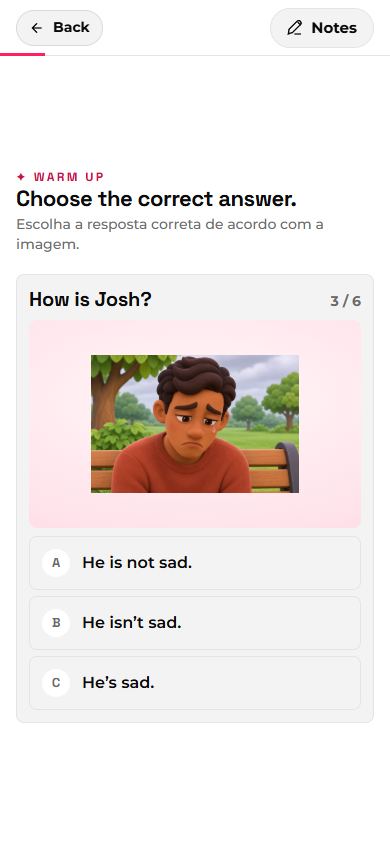 Back
Notes
WARM UP
Choose the correct answer.
Escolha a resposta correta de acordo com a
imagem.
How is Josh?
3 / 6
A He is not sad.
B He isn’t sad.
C He’s sad.